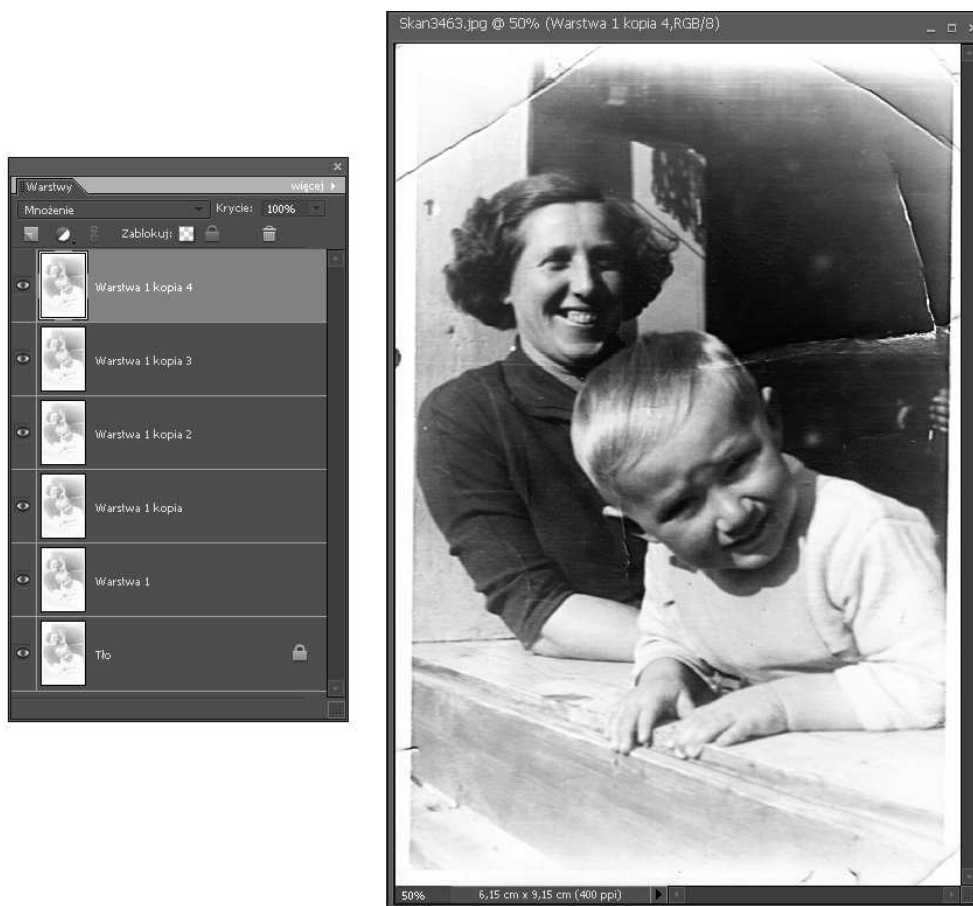 Skan3463.jpg @ 50% (Warstwa 1 kopia 4,RGB/8)
Warstwy
więcej
Mnożenie
Krycie: 100%
Zablokuj:
Warstwa 1 kopia 4
Warstwa 1 kopia 3
Warstwa 1 kopia 2
Warstwa 1 kopia
Warstwa 1
Tło
50%
6,15 cm x 9,15 cm (400 ppi)